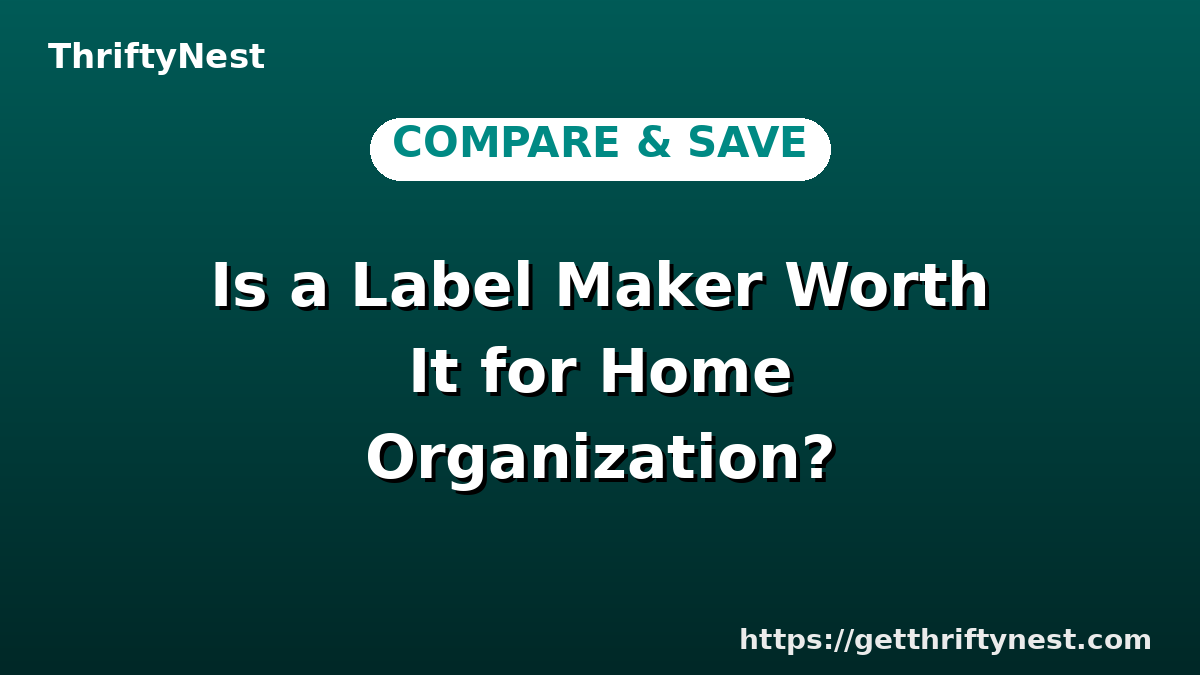 ThriftyNest
COMPARE & SAVE
Is a Label Maker Worth
It for Home
Organization?
https://getthriftynest.com